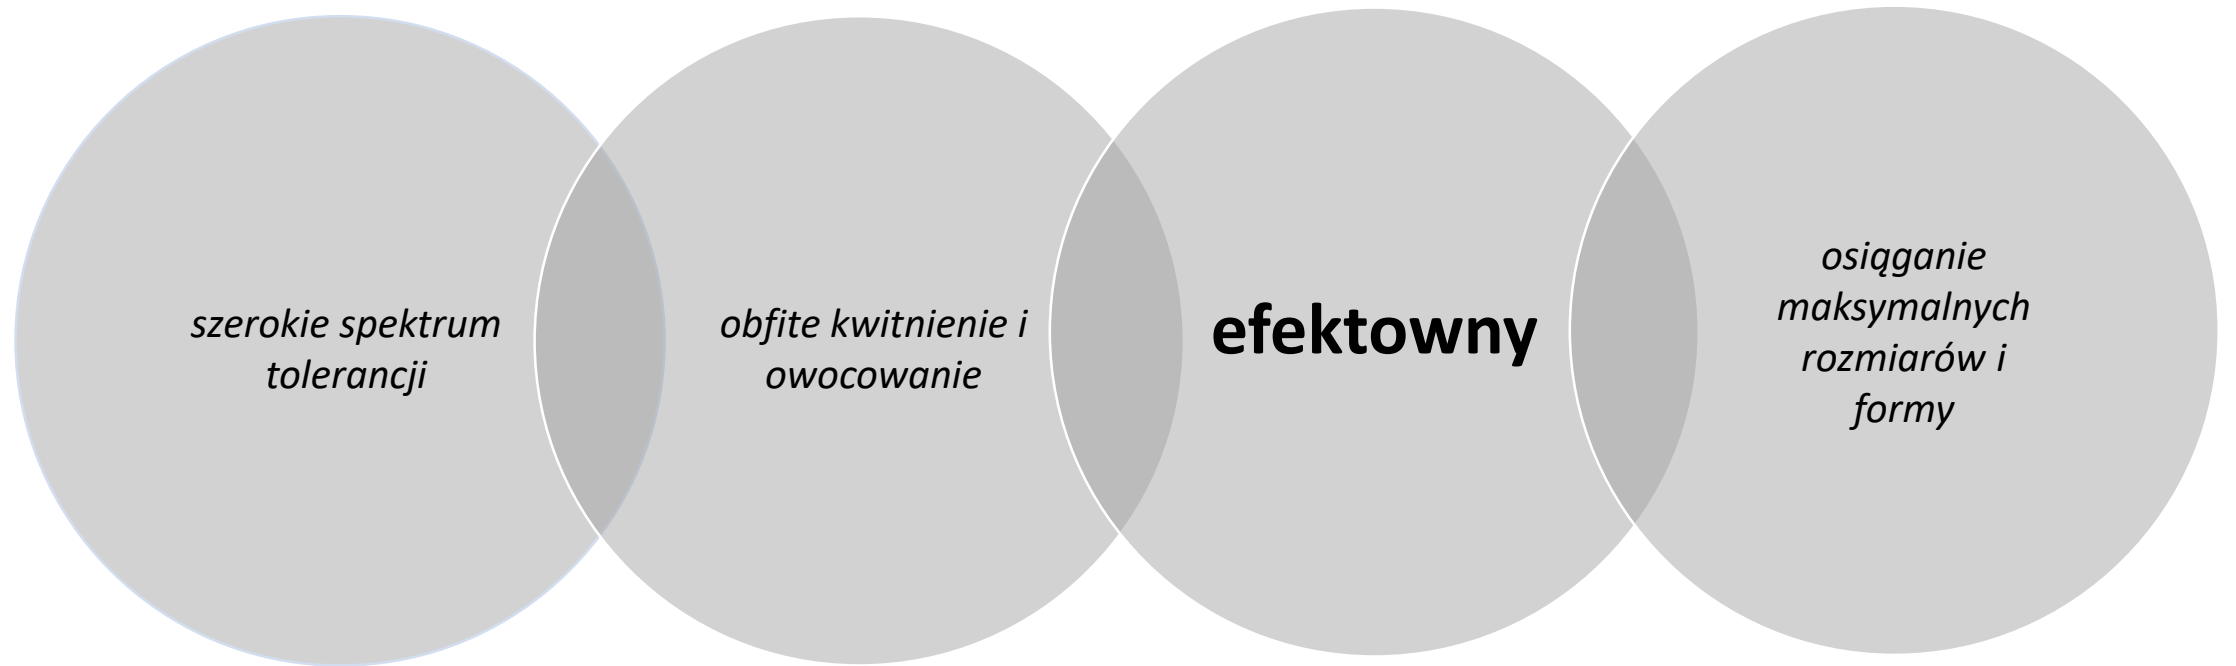 szerokie spektrum
tolerancji
obfite kwitnienie i
owocowanie
efektowny
osiąganie
maksymalnych
rozmiarów i
formy